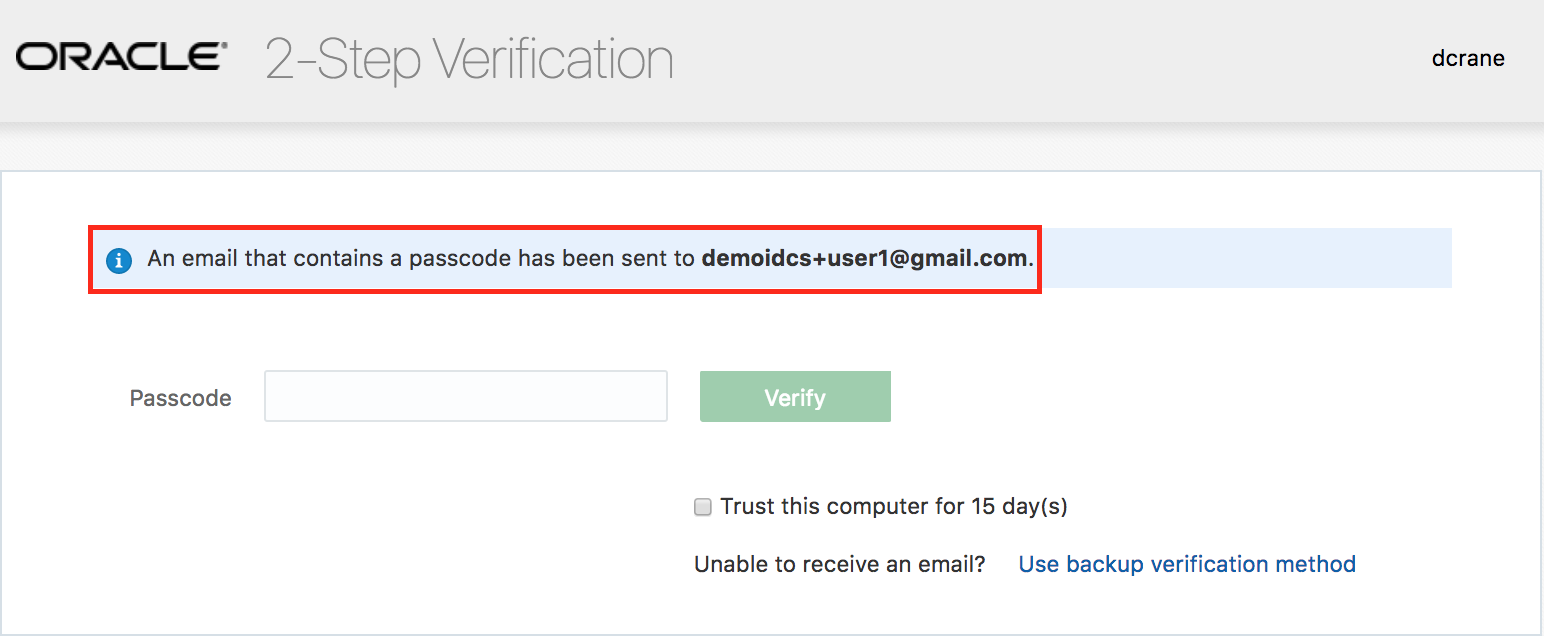 ORACLE® 2-Step Verification
dcrane
An email that contains a passcode has been sent to demoidcs+user1@gmail.com.
Passcode
Verify
Trust this computer for 15 day(s)
Unable to receive an email? Use backup verification method